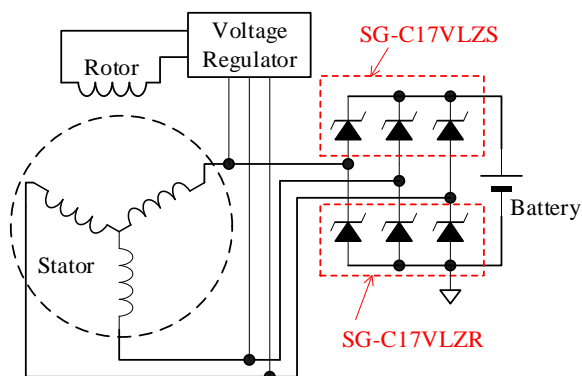 Voltage
Regulator
Rotor
SG-C17VLZS
Battery
Stator
SG-C17VLZR